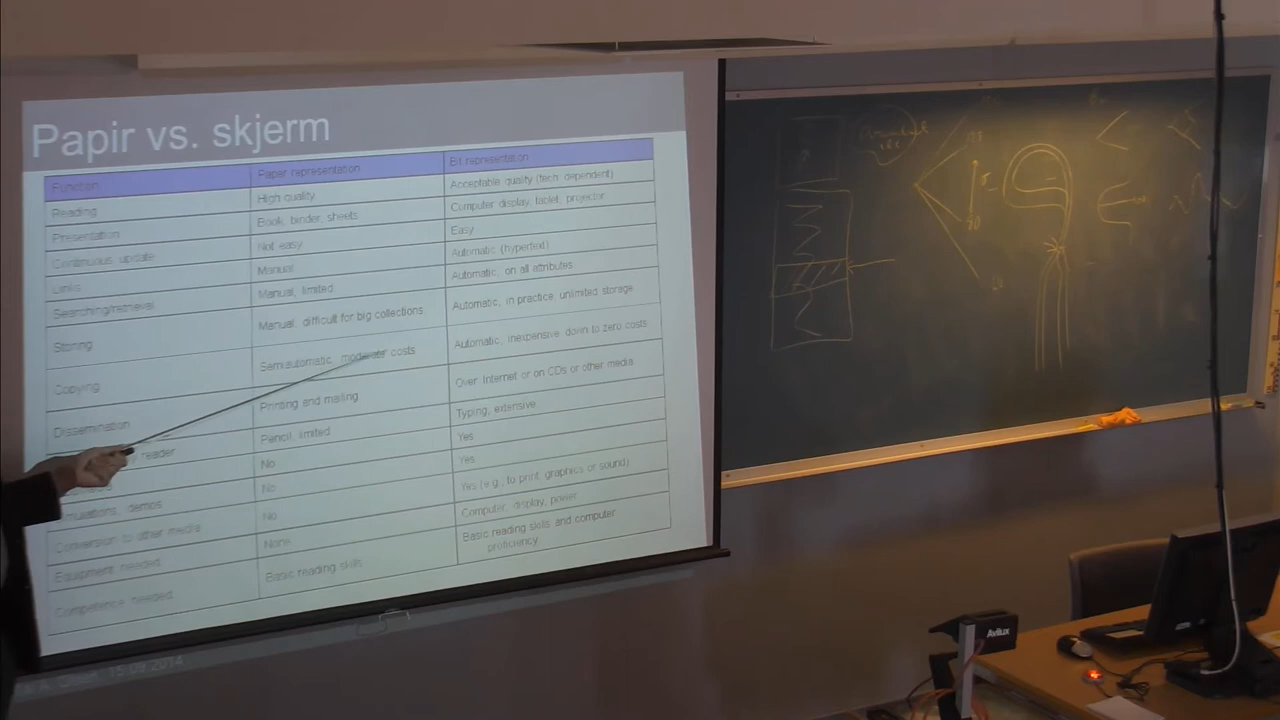 Papir vs. skjerm
Function Paper representation Bit representation
Reading High quality Acceptable quality (tech. dependent)
Presentation Book, binder, sheets Computer display, tablet, projector
Continuous update Not easy Easy
Links Manual Automatic (hypertext)
Searching/retrieval Manual, limited Automatic, on all attributes
Storing Manual, difficult for big collections Automatic, in practice, unlimited storage
Copying Semiautomatic, moderate costs Automatic, inexpensive down to zero costs
Dissemination Printing and mailing Over Internet or on CDs or other media
reader Pencil, limited Typing, extensive
No Yes
demos No Yes
Conversion to other media No Yes (e.g., to print, graphics or sound)
Equipment needed None Computer, display, power
Competence needed Basic reading skills Basic reading skills and computer
proficiency
15.09.2014
Avilux